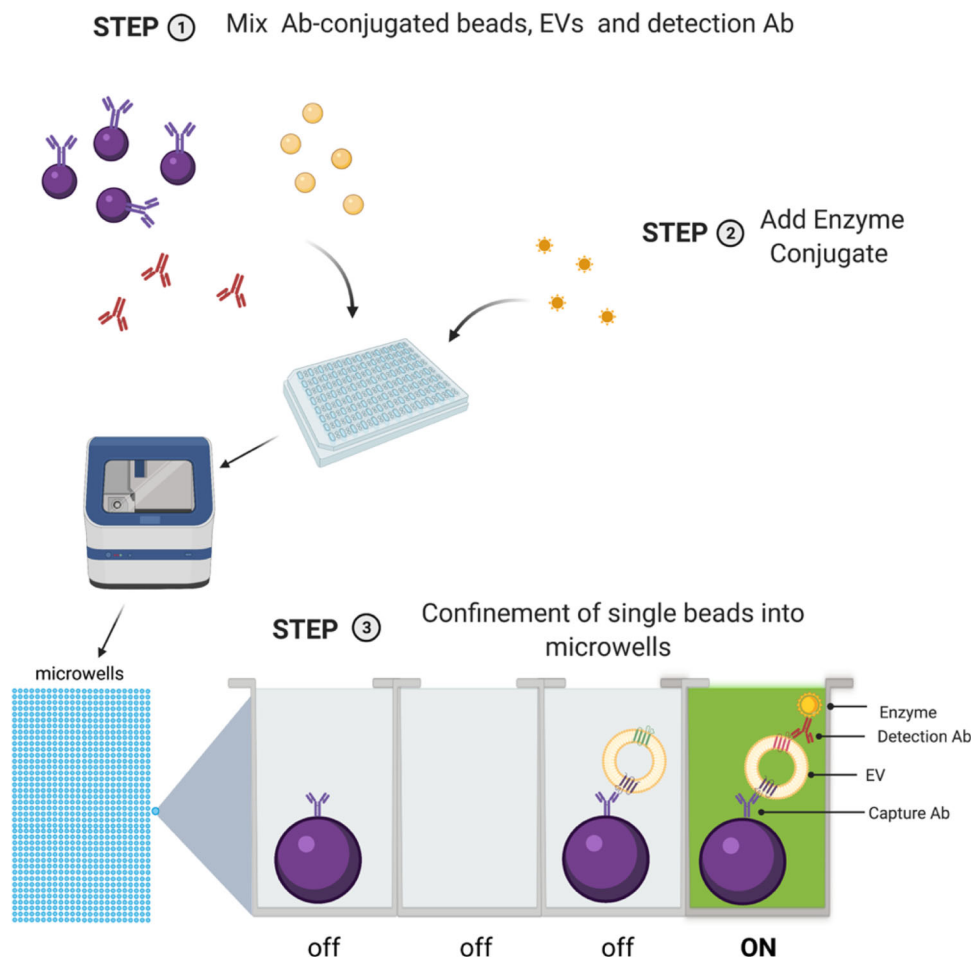 STEP 1 Mix Ab-conjugated beads, EVs and detection Ab
STEP 2 Add Enzyme
Conjugate
STEP 3 Confinement of single beads into
microwells
microwells
Enzyme
Detection Ab
EV
Capture Ab
off off off ON